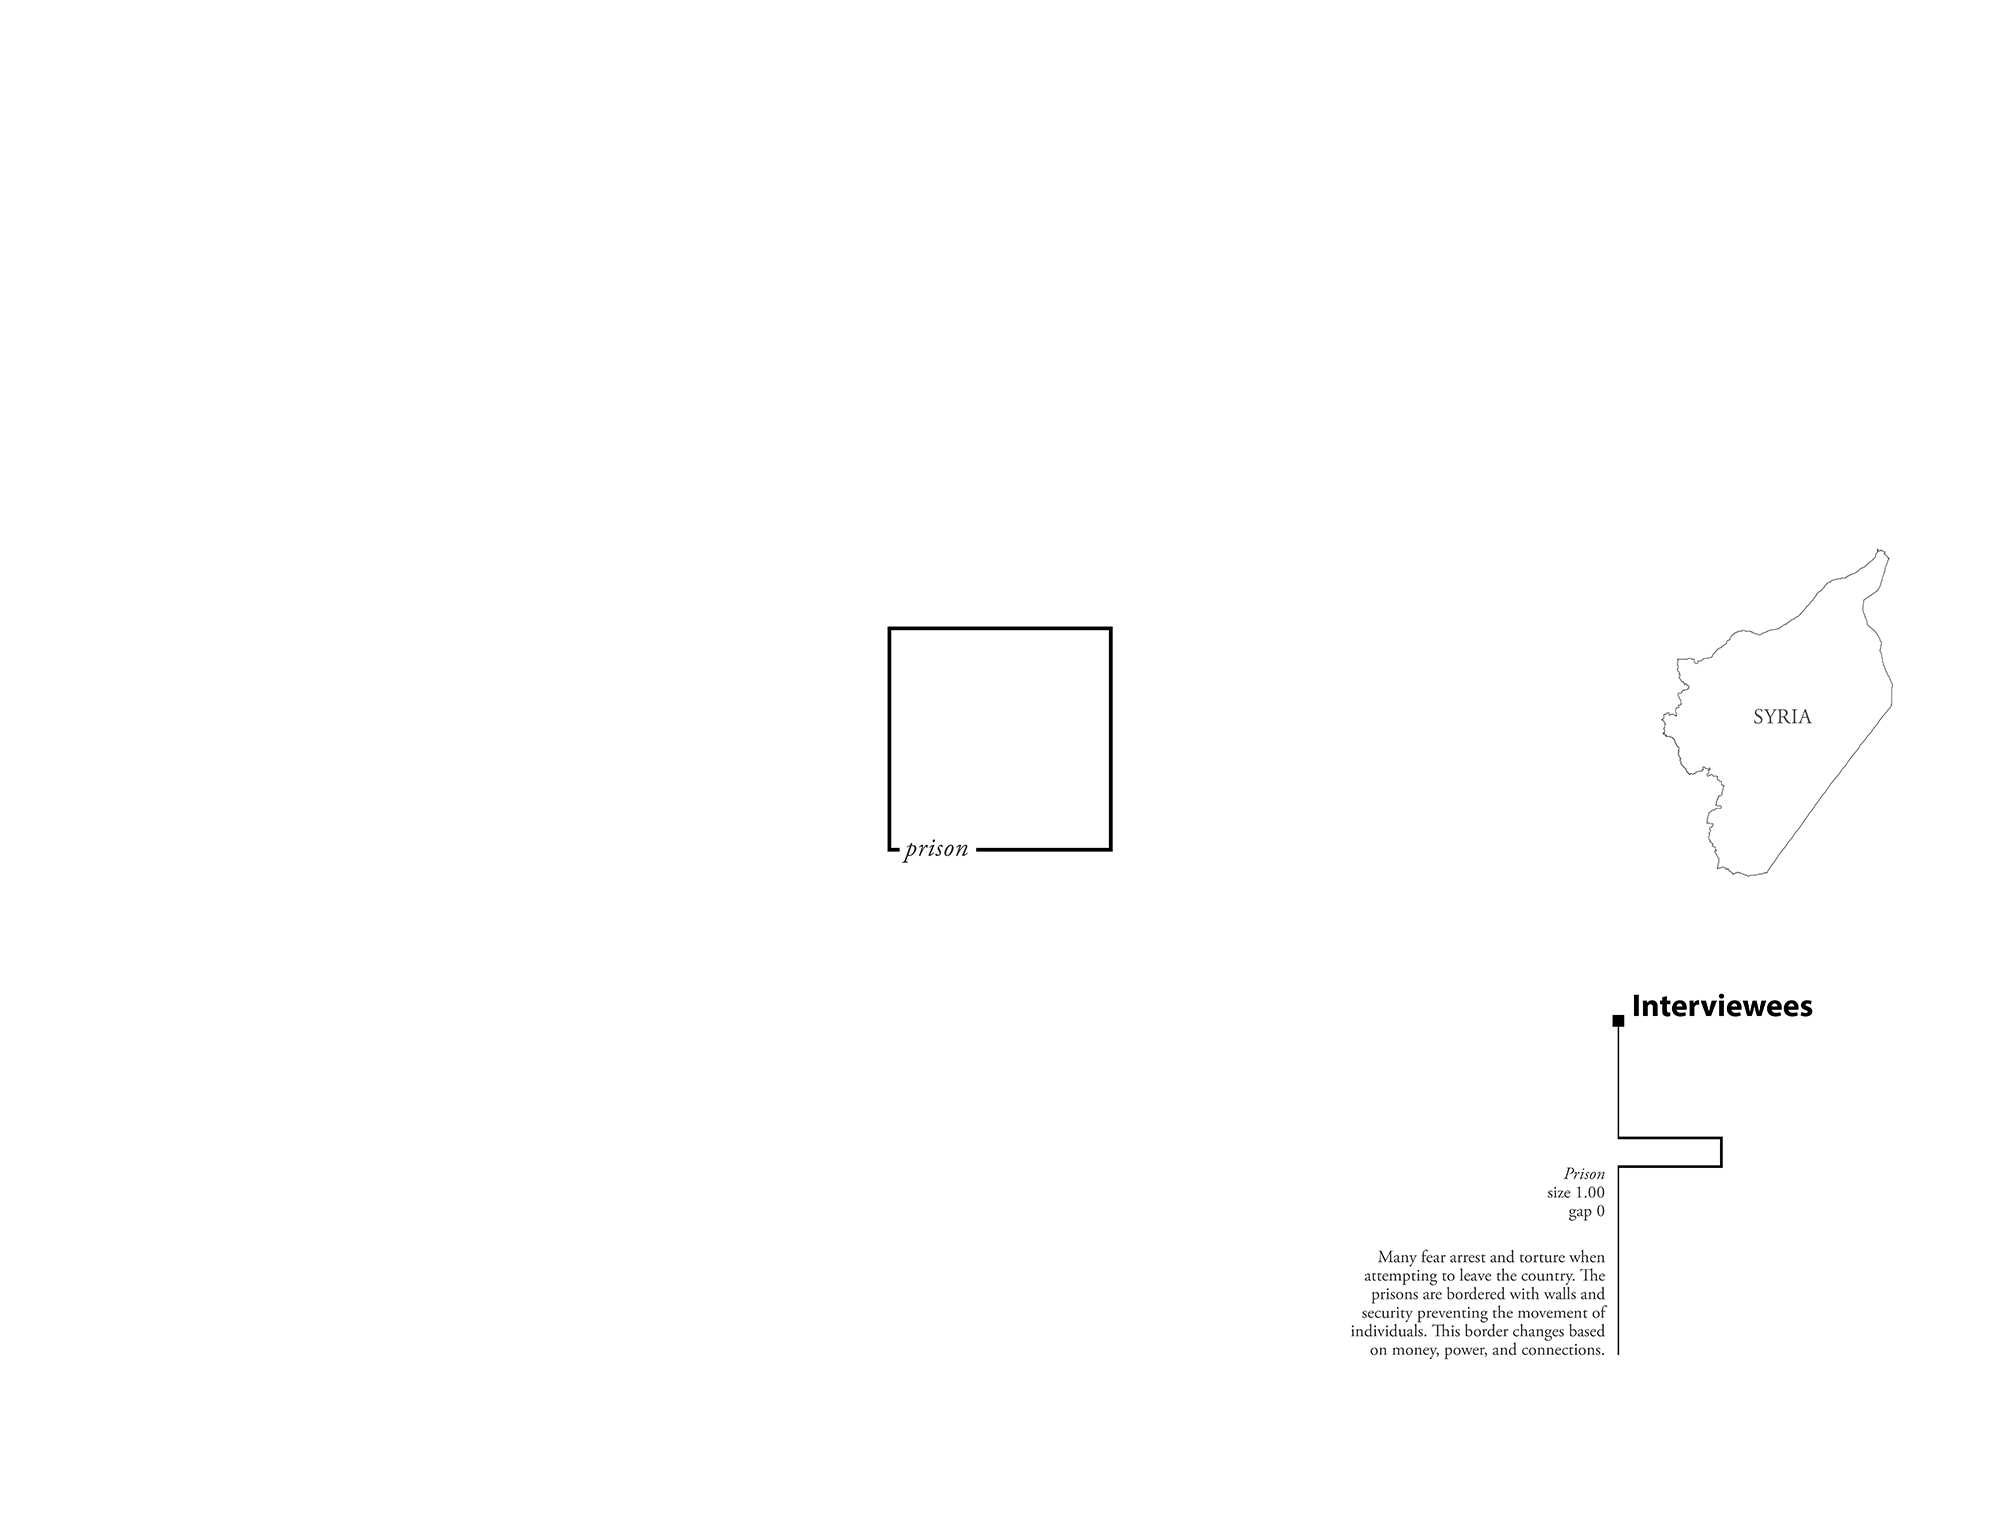 prison
SYRIA
Interviewees
Prison
size 1.00
gap 0
Many fear arrest and torture when
attempting to leave the country. The
prisons are bordered with walls and
security preventing the movement of
individuals. This border changes based
on money, power, and connections.